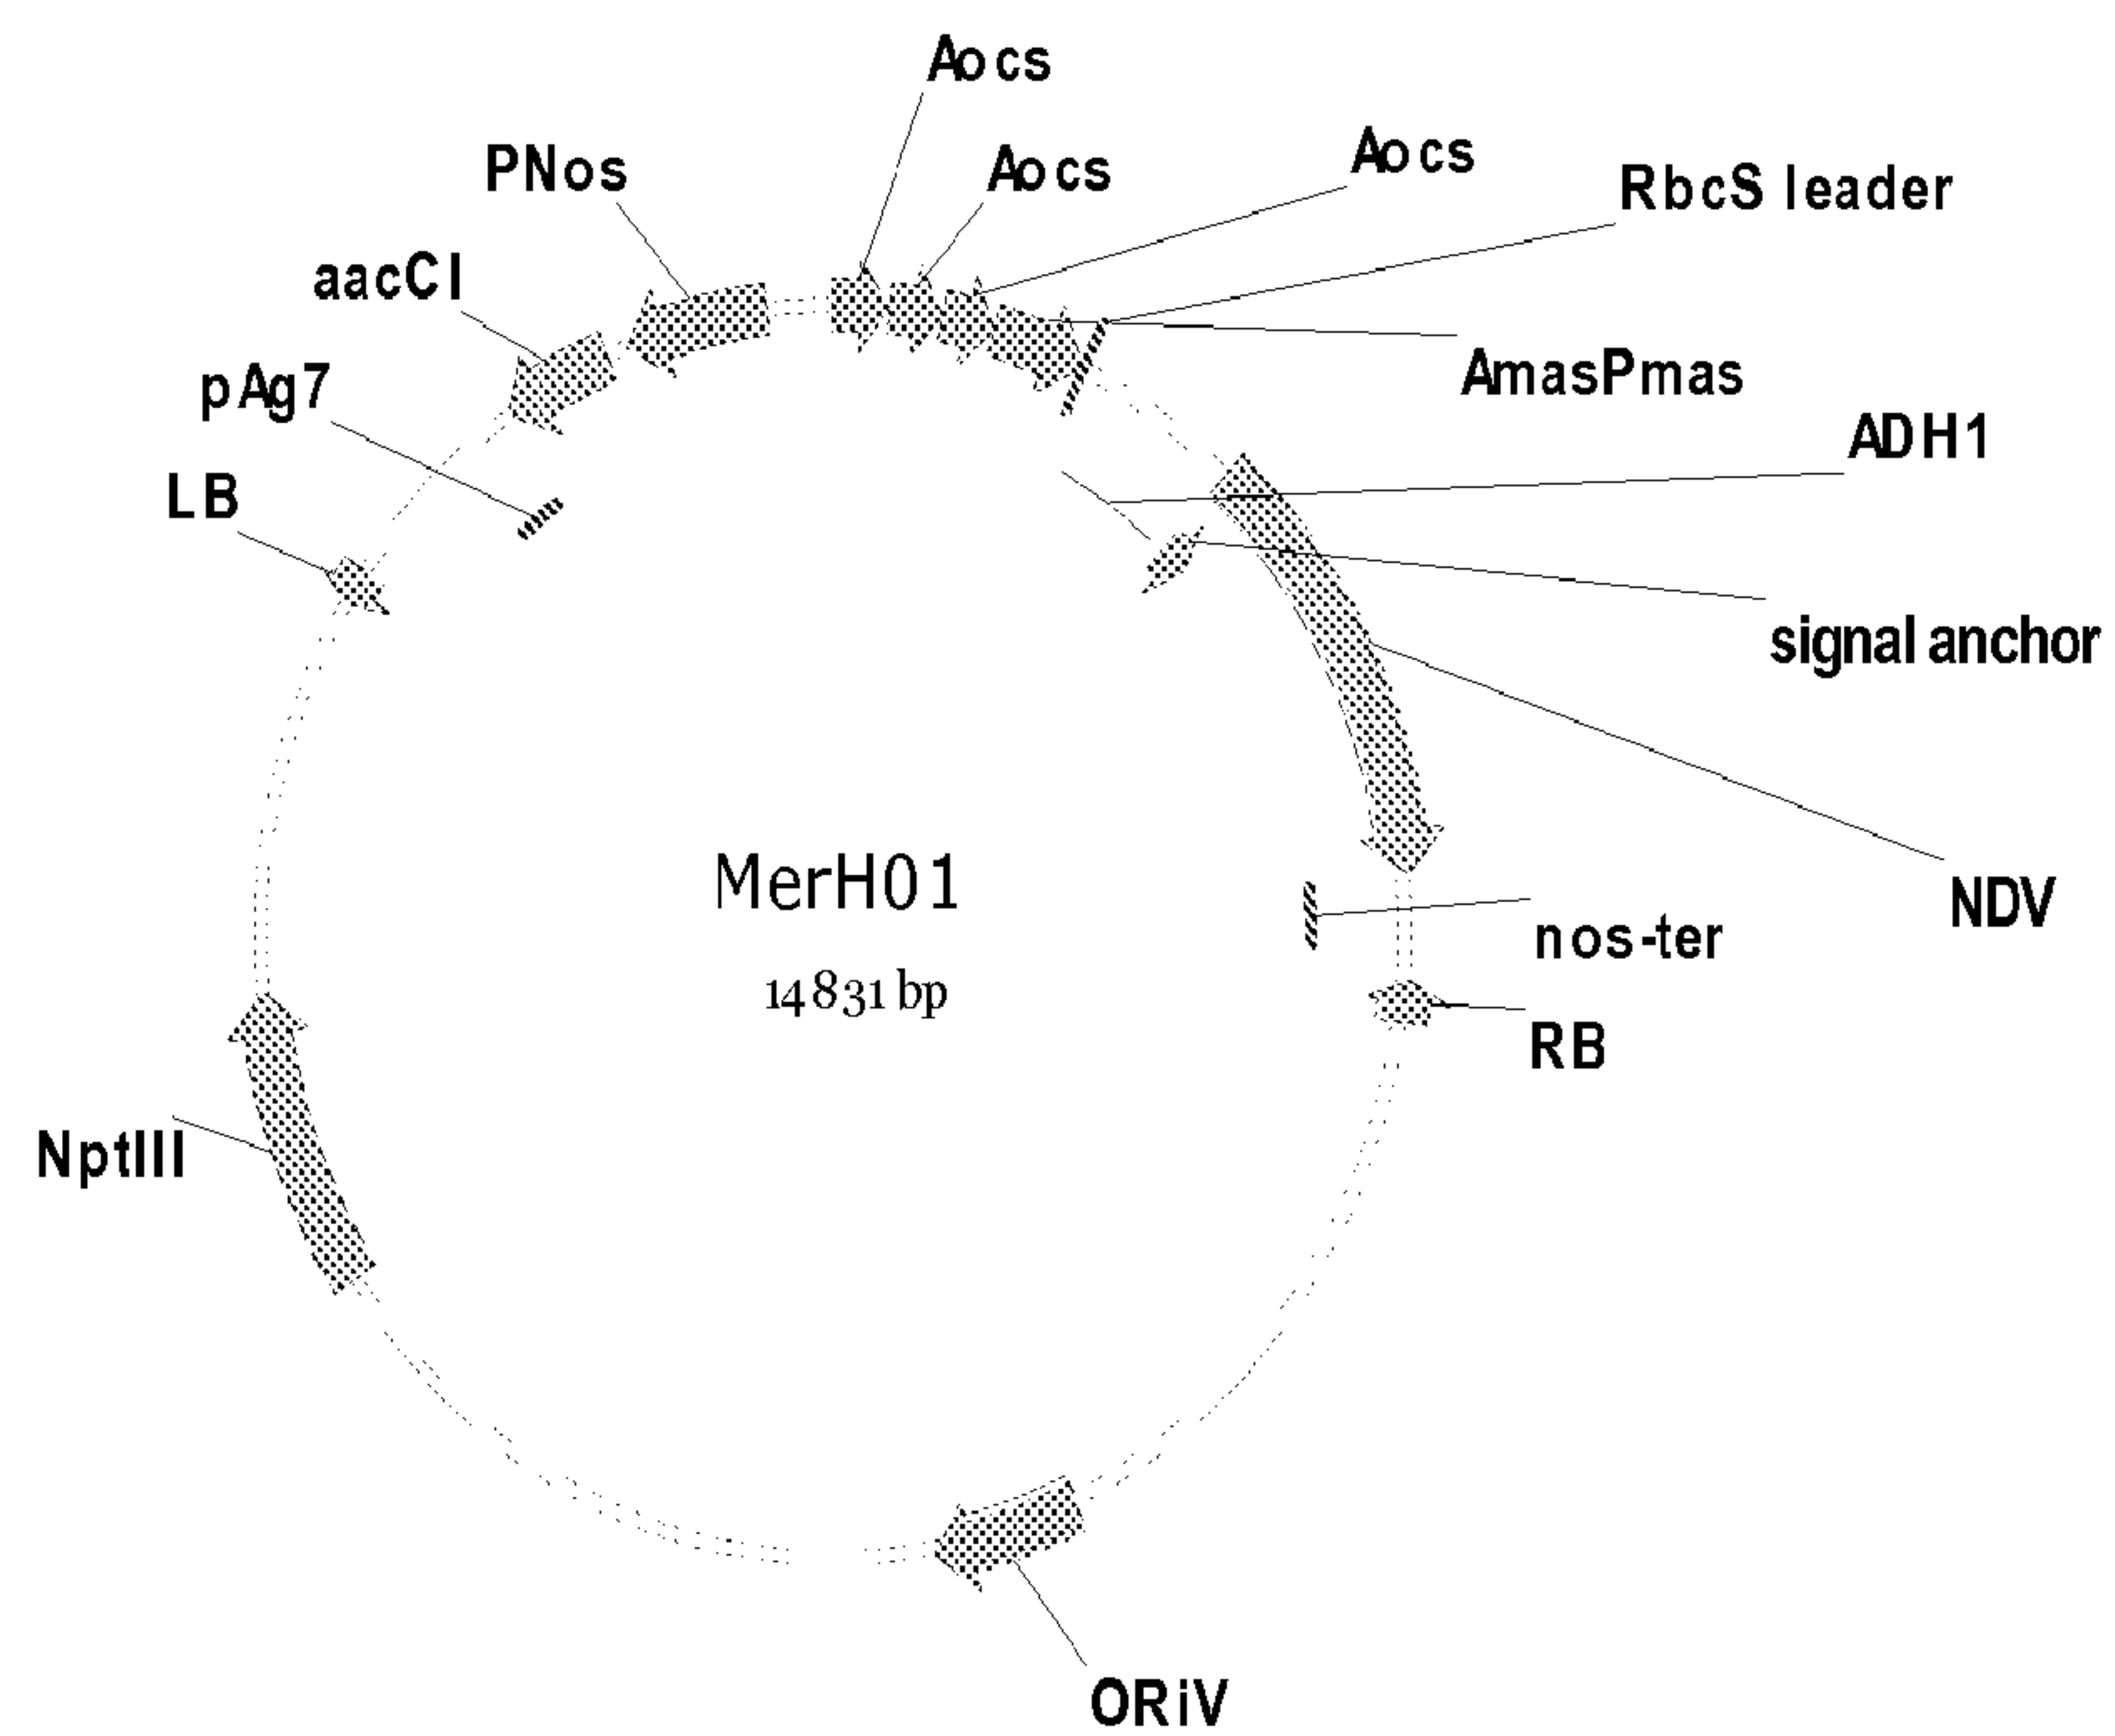 Aocs
PNos
Aocs
Aocs
RbcS leader
aacCI
pAg7
AmasPmas
ADH1
LB
signal anchor
MerH01
14831 bp
NDV
nos-ter
RB
NptIII
ORiV